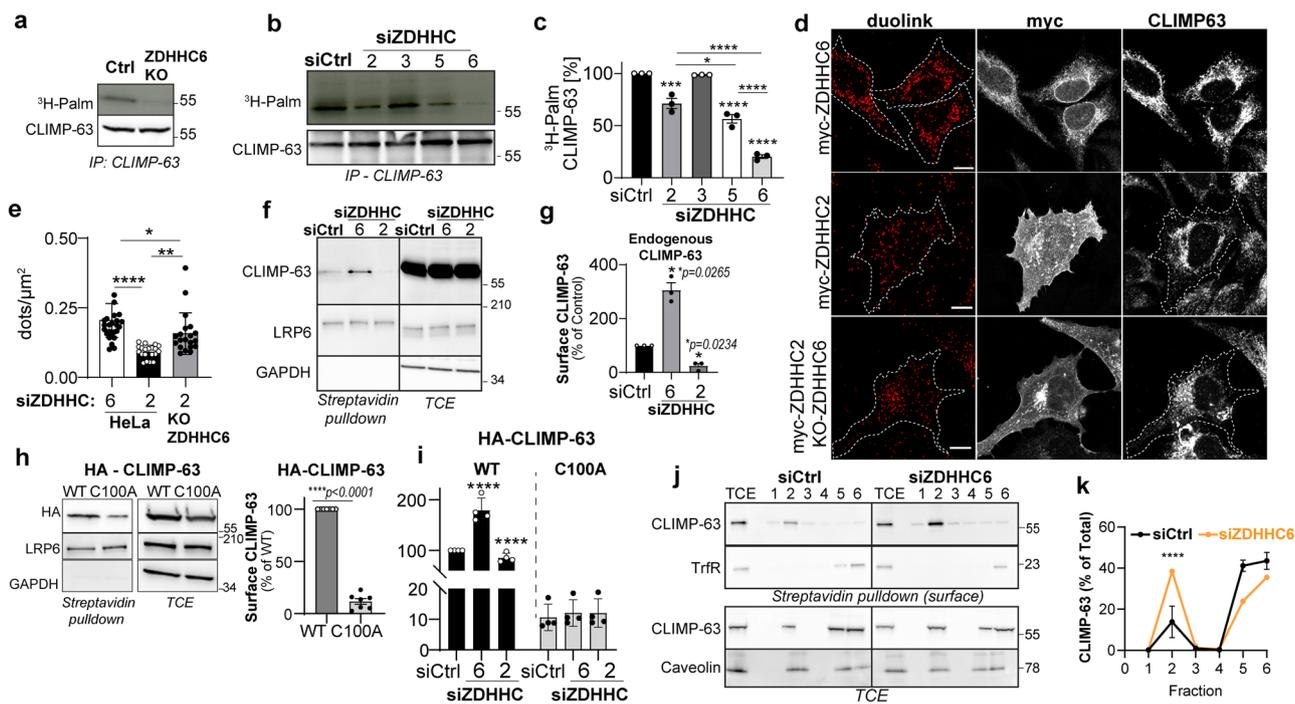 a
Ctrl
ZDHHC6
KO
³H-Palm
55
CLIMP-63
55
IP: CLIMP-63
b
siZDHHC
siCtrl 2 3 5 6
³H-Palm
55
CLIMP-63
55
IP - CLIMP-63
c
³H-Palm
CLIMP-63 [%]
100
50
0
****
*
***
****
****
****
siCtrl 2 3 5 6
siZDHHC
d
duolink myc CLIMP63
myc-ZDHHC6
myc-ZDHHC2
myc-ZDHHC2
KO-ZDHHC6
e
dots/µm²
0.50
0.25
0.00
*
**
****
siZDHHC: 6 2 2
HeLa
KO
ZDHHC6
f
siZDHHC siZDHHC
siCtrl 6 2 siCtrl 6 2
CLIMP-63
55
210
LRP6
GAPDH
34
Streptavidin
pulldown
TCE
g
Endogenous
CLIMP-63
Surface CLIMP-63
(% of Control)
400
200
0
* *p=0.0265
*p=0.0234
*
siCtrl 6 2
siZDHHC
h
HA - CLIMP-63
WT C100A WT C100A
HA
55
210
LRP6
GAPDH
34
Streptavidin
pulldown
TCE
HA-CLIMP-63
****p<0.0001
Surface CLIMP-63
(% of WT)
100
50
0
WT C100A
i
HA-CLIMP-63
WT C100A
****
****
200
100
20
10
0
siCtrl 6 2 siCtrl 6 2
siZDHHC siZDHHC
j
siCtrl siZDHHC6
TCE 1 2 3 4 5 6 TCE 1 2 3 4 5 6
CLIMP-63
55
TrfR
23
Streptavidin pulldown (surface)
CLIMP-63
55
Caveolin
78
TCE
k
siCtrl siZDHHC6
CLIMP-63 (% of Total)
60
40
20
0
****
0 1 2 3 4 5 6
Fraction